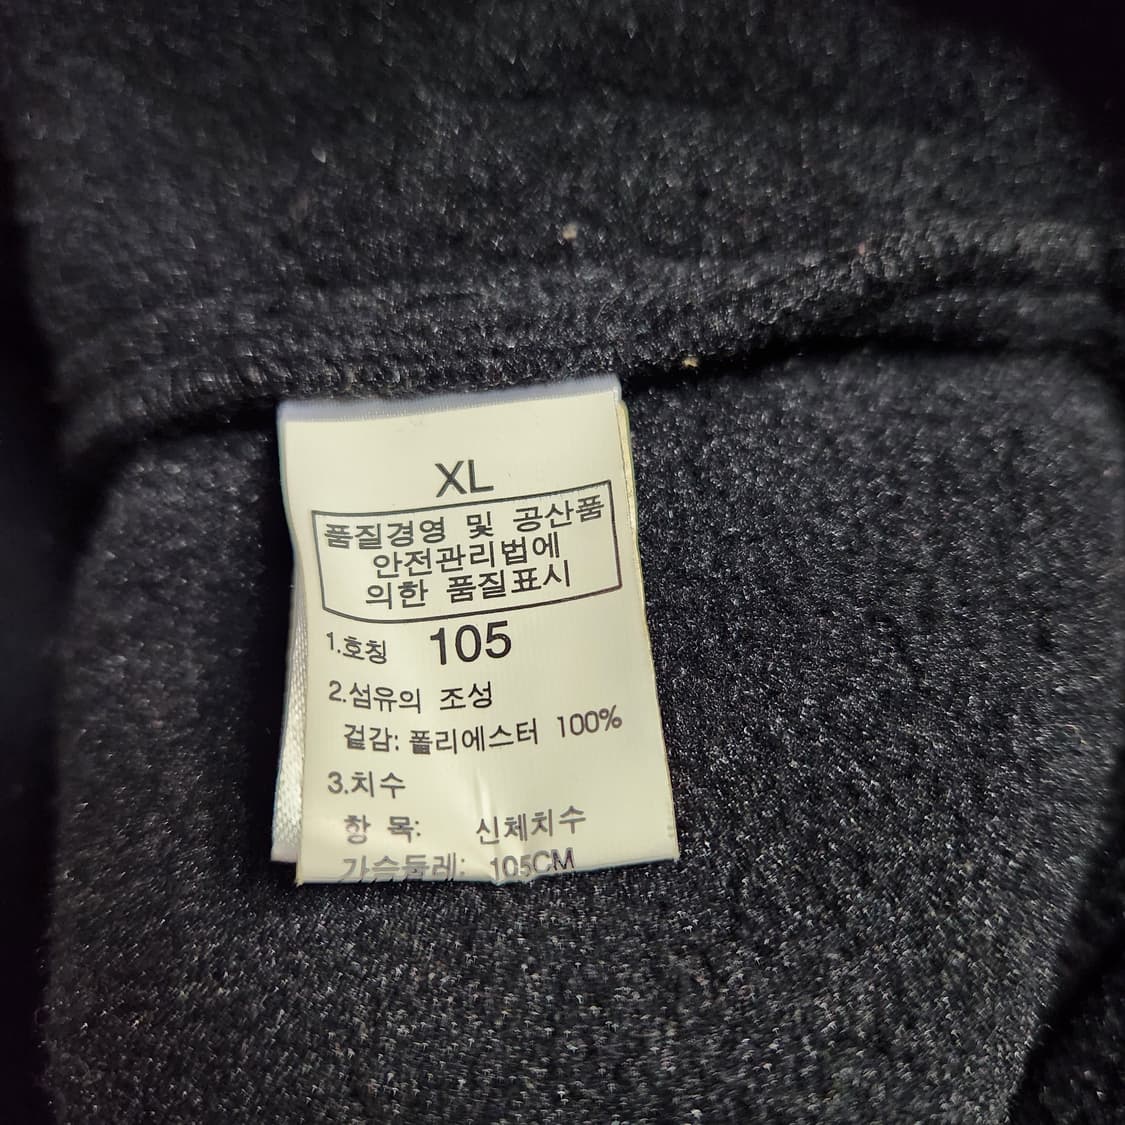 XL
품질경영 및 공산품
안전관리법에
의한 품질표시
1.호칭 105
2.섬유의 조성
겉감: 폴리에스터 100%
3.치수
항 목: 신체치수
가슴둘레: 105CM